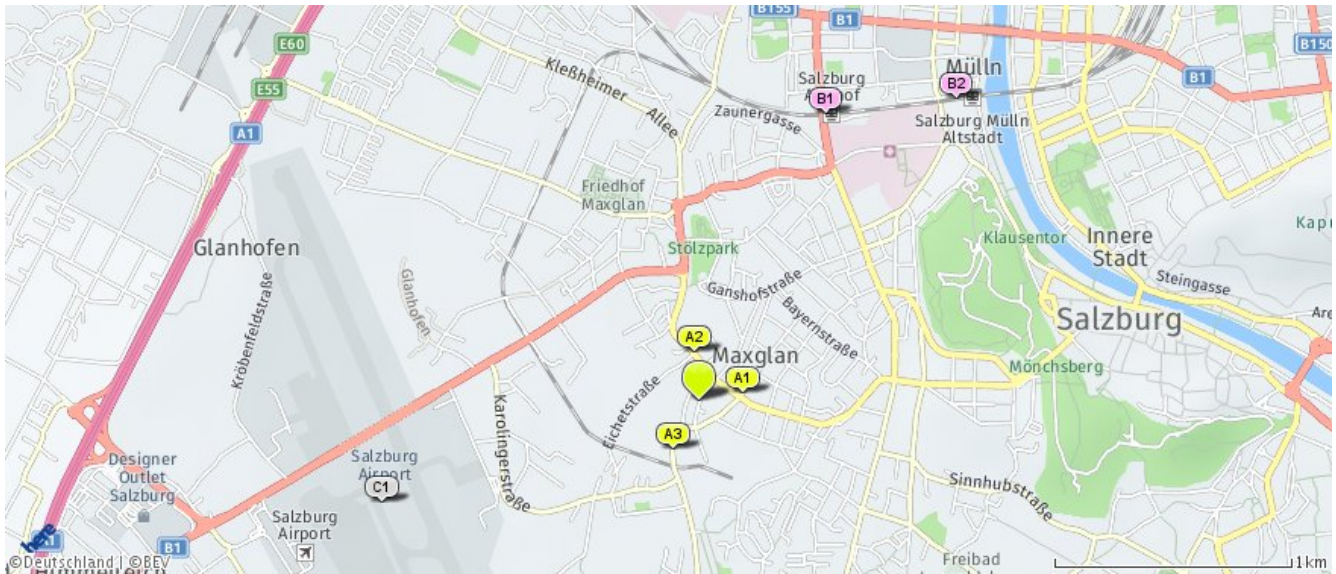 B155
B1
E60
B150
Mülln
Kleßheimer
Salzburg
B2
B1
B1
E55
Allee
Zaunergasse
Salzburg Mülln
Altstadt
A1
Friedhof
Maxglan
Glanhofen
Stölzpark
Klausentor
Innere
Stadt
Steingasse
Kröbenfeldstraße
Glanhofen
Ganshofstraße
Bayernstraße
Salzburg
A2
Maxglan
Mönchsberg
A1
Eichetstraße
Karolingerstraße
A3
Designer
Outlet
Salzburg
Salzburg
Airport
C1
Sinnhubstraße
Salzburg
Airport
here
B1
Freibad
1km
©Deutschland | ©BEV